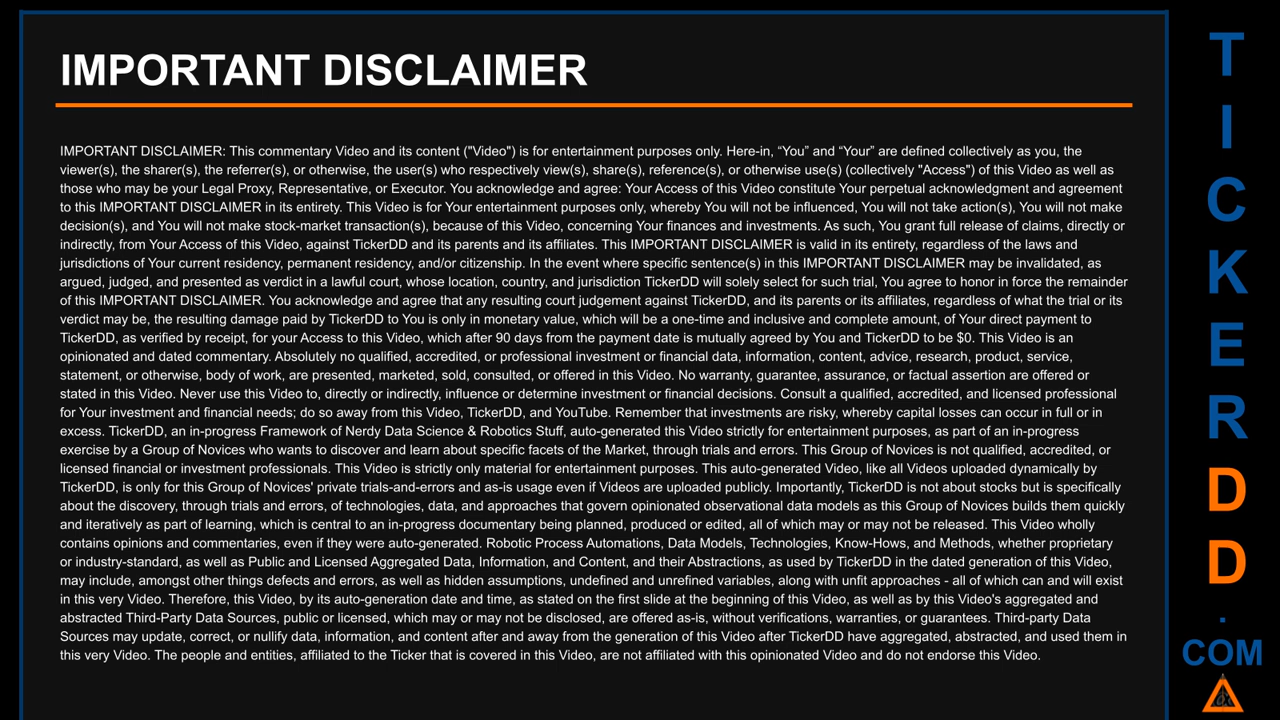 IMPORTANT DISCLAIMER
IMPORTANT DISCLAIMER: This commentary Video and its content ("Video") is for entertainment purposes only. Here-in, “You” and “Your” are defined collectively as you, the
viewer(s), the sharer(s), the referrer(s), or otherwise, the user(s) who respectively view(s), share(s), reference(s), or otherwise use(s) (collectively "Access") of this Video as well as
those who may be your Legal Proxy, Representative, or Executor. You acknowledge and agree: Your Access of this Video constitute Your perpetual acknowledgment and agreement
to this IMPORTANT DISCLAIMER in its entirety. This Video is for Your entertainment purposes only, whereby You will not be influenced, You will not take action(s), You will not make
decision(s), and You will not make stock-market transaction(s), because of this Video, concerning Your finances and investments. As such, You grant full release of claims, directly or
indirectly, from Your Access of this Video, against TickerDD and its parents and its affiliates. This IMPORTANT DISCLAIMER is valid in its entirety, regardless of the laws and
jurisdictions of Your current residency, permanent residency, and/or citizenship. In the event where specific sentence(s) in this IMPORTANT DISCLAIMER may be invalidated, as
argued, judged, and presented as verdict in a lawful court, whose location, country, and jurisdiction TickerDD will solely select for such trial, You agree to honor in force the remainder
of this IMPORTANT DISCLAIMER. You acknowledge and agree that any resulting court judgement against TickerDD, and its parents or its affiliates, regardless of what the trial or its
verdict may be, the resulting damage paid by TickerDD to You is only in monetary value, which will be a one-time and inclusive and complete amount, of Your direct payment to
TickerDD, as verified by receipt, for your Access to this Video, which after 90 days from the payment date is mutually agreed by You and TickerDD to be $0. This Video is an
opinionated and dated commentary. Absolutely no qualified, accredited, or professional investment or financial data, information, content, advice, research, product, service,
statement, or otherwise, body of work, are presented, marketed, sold, consulted, or offered in this Video. No warranty, guarantee, assurance, or factual assertion are offered or
stated in this Video. Never use this Video to, directly or indirectly, influence or determine investment or financial decisions. Consult a qualified, accredited, and licensed professional
for Your investment and financial needs; do so away from this Video, TickerDD, and YouTube. Remember that investments are risky, whereby capital losses can occur in full or in
excess. TickerDD, an in-progress Framework of Nerdy Data Science & Robotics Stuff, auto-generated this Video strictly for entertainment purposes, as part of an in-progress
exercise by a Group of Novices who wants to discover and learn about specific facets of the Market, through trials and errors. This Group of Novices is not qualified, accredited, or
licensed financial or investment professionals. This Video is strictly only material for entertainment purposes. This auto-generated Video, like all Videos uploaded dynamically by
TickerDD, is only for this Group of Novices' private trials-and-errors and as-is usage even if Videos are uploaded publicly. Importantly, TickerDD is not about stocks but is specifically
about the discovery, through trials and errors, of technologies, data, and approaches that govern opinionated observational data models as this Group of Novices builds them quickly
and iteratively as part of learning, which is central to an in-progress documentary being planned, produced or edited, all of which may or may not be released. This Video wholly
contains opinions and commentaries, even if they were auto-generated. Robotic Process Automations, Data Models, Technologies, Know-Hows, and Methods, whether proprietary
or industry-standard, as well as Public and Licensed Aggregated Data, Information, and Content, and their Abstractions, as used by TickerDD in the dated generation of this Video,
may include, amongst other things defects and errors, as well as hidden assumptions, undefined and unrefined variables, along with unfit approaches - all of which can and will exist
in this very Video. Therefore, this Video, by its auto-generation date and time, as stated on the first slide at the beginning of this Video, as well as by this Video's aggregated and
abstracted Third-Party Data Sources, public or licensed, which may or may not be disclosed, are offered as-is, without verifications, warranties, or guarantees. Third-party Data
Sources may update, correct, or nullify data, information, and content after and away from the generation of this Video after TickerDD have aggregated, abstracted, and used them in
this very Video. The people and entities, affiliated to the Ticker that is covered in this Video, are not affiliated with this opinionated Video and do not endorse this Video.
T
I
C
K
E
R
D
D
.
COM